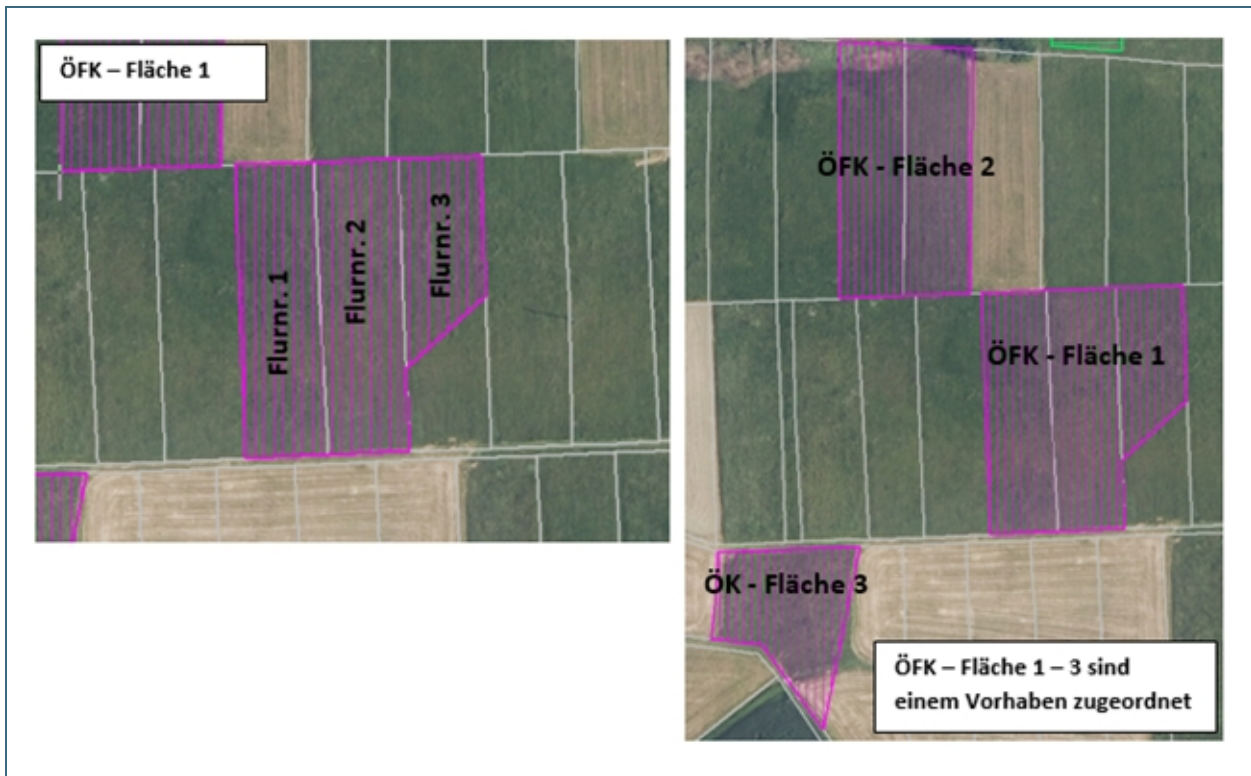 ÖFK – Fläche 1
Flurnr. 1
Flurnr. 2
Flurnr. 3
ÖFK - Fläche 2
ÖFK - Fläche 1
ÖK - Fläche 3
ÖFK – Fläche 1 – 3 sind
einem Vorhaben zugeordnet